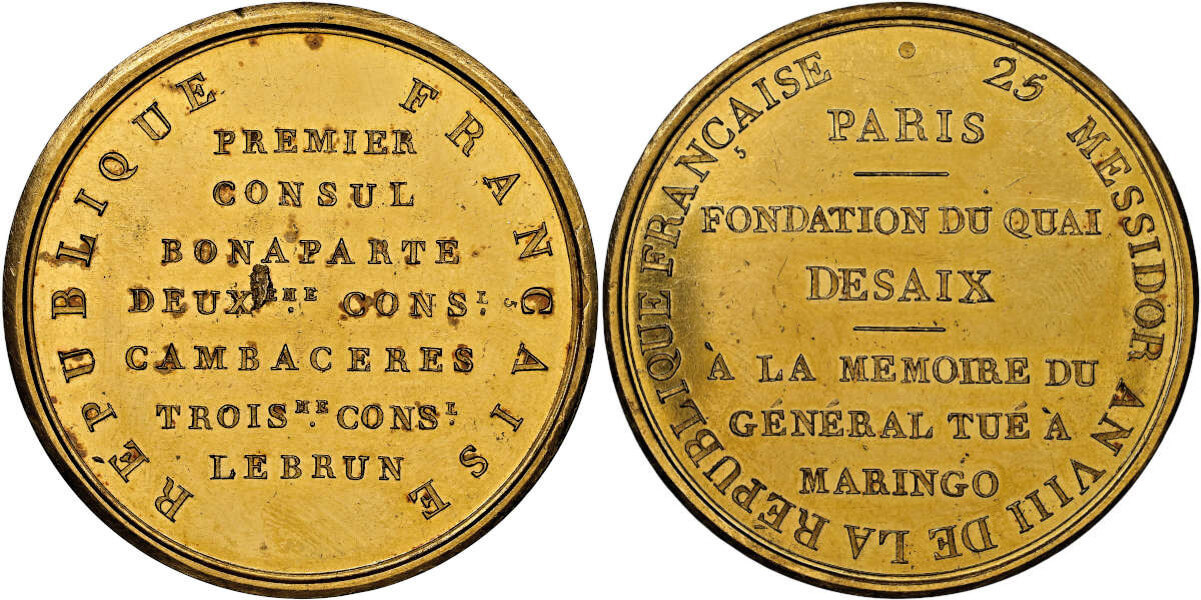 RÉPUBLIQUE FRANÇAISE
PREMIER
CONSUL
BONAPARTE
DEUXEME. CONSL.
CAMBACERES
TROISME. CONSL.
LEBRUN
25 MESSIDOR AN VIII DE LA RÉPUBLIQUE FRANÇAISE
PARIS
FONDATION DU QUAI
DESAIX
À LA MEMOIRE DU
GÉNÉRAL TUÉ À
MARINGO